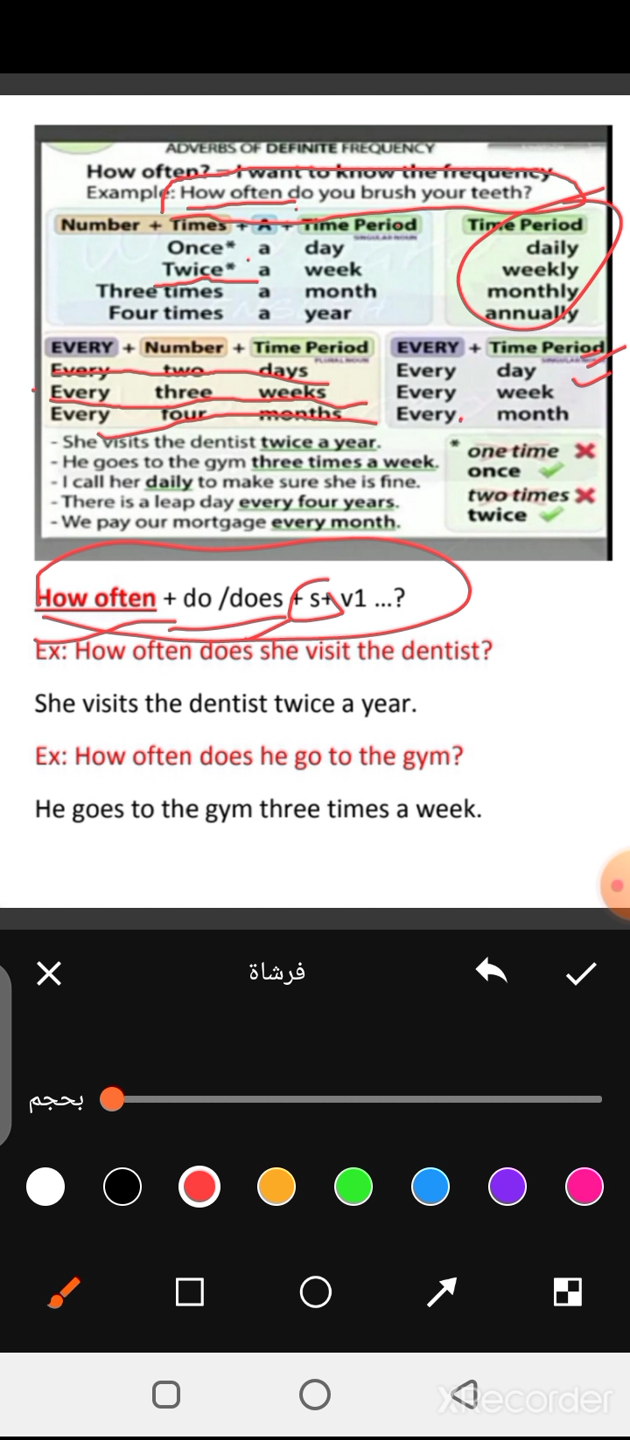 ADVERBS OF DEFINITE FREQUENCY
How often? – I want to know the frequency
Example: How often do you brush your teeth?
Number + Times + A + Time Period
SINGULAR NOUN
Once* a day
Twice* a week
Three times a month
Four times a year
Time Period
daily
weekly
monthly
annually
EVERY + Number + Time Period
PLURAL NOUN
Every two days
Every three weeks
Every four months
EVERY + Time Period
SINGULAR NOUN
Every day
Every week
Every month
- She visits the dentist twice a year.
- He goes to the gym three times a week.
- I call her daily to make sure she is fine.
- There is a leap day every four years.
- We pay our mortgage every month.
* one time ❌
once ✔
two times ❌
twice ✔
How often + do /does + s+ v1 ...?
Ex: How often does she visit the dentist?
She visits the dentist twice a year.
Ex: How often does he go to the gym?
He goes to the gym three times a week.
فرشاة
بحجم
XRecorder